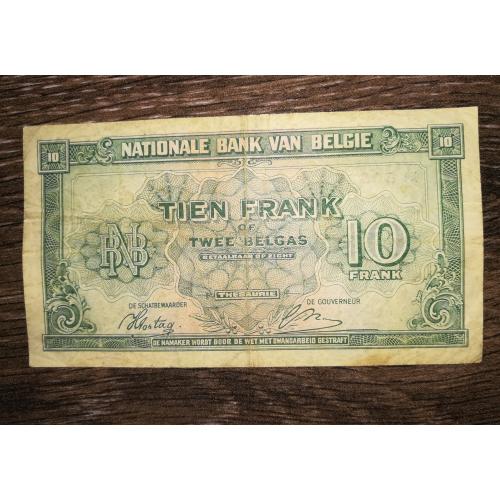 10 NATIONALE BANK VAN BELGIE 10
TIEN FRANK
OF
TWEE BELGAS
BETAALBAAR OP ZICHT
NBB
10
FRANK
THESAURIE
DE SCHATBEWAARDER
DE GOUVERNEUR
DE NAMAKER WORDT DOOR DE WET MET DWANGARBEID GESTRAFT